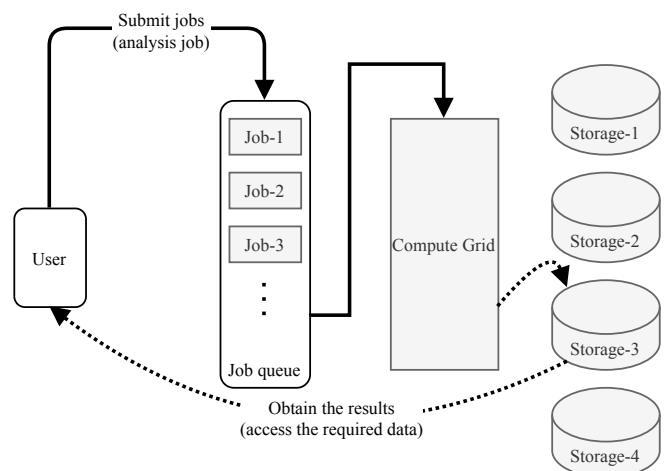 Submit jobs
(analysis job)
Job-1
Job-2
Job-3
Job queue
User
Compute Grid
Storage-1
Storage-2
Storage-3
Storage-4
Obtain the results
(access the required data)